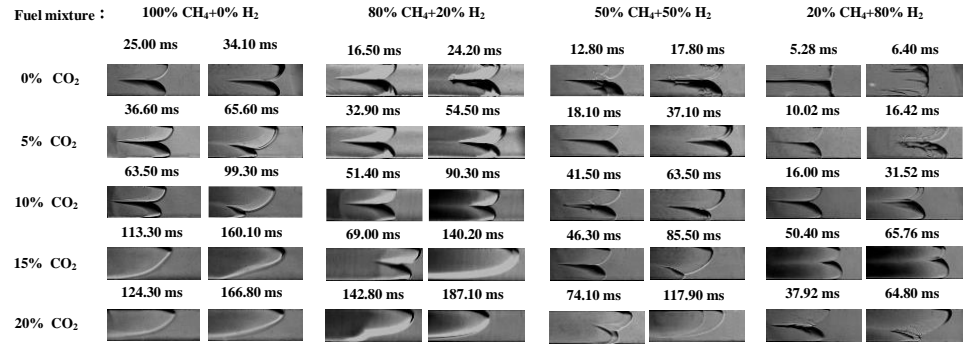 Fuel mixture : 100% CH₄+0% H₂ 80% CH₄+20% H₂ 50% CH₄+50% H₂ 20% CH₄+80% H₂
25.00 ms 34.10 ms 16.50 ms 24.20 ms 12.80 ms 17.80 ms 5.28 ms 6.40 ms
0% CO₂
36.60 ms 65.60 ms 32.90 ms 54.50 ms 18.10 ms 37.10 ms 10.02 ms 16.42 ms
5% CO₂
63.50 ms 99.30 ms 51.40 ms 90.30 ms 41.50 ms 63.50 ms 16.00 ms 31.52 ms
10% CO₂
113.30 ms 160.10 ms 69.00 ms 140.20 ms 46.30 ms 85.50 ms 50.40 ms 65.76 ms
15% CO₂
124.30 ms 166.80 ms 142.80 ms 187.10 ms 74.10 ms 117.90 ms 37.92 ms 64.80 ms
20% CO₂